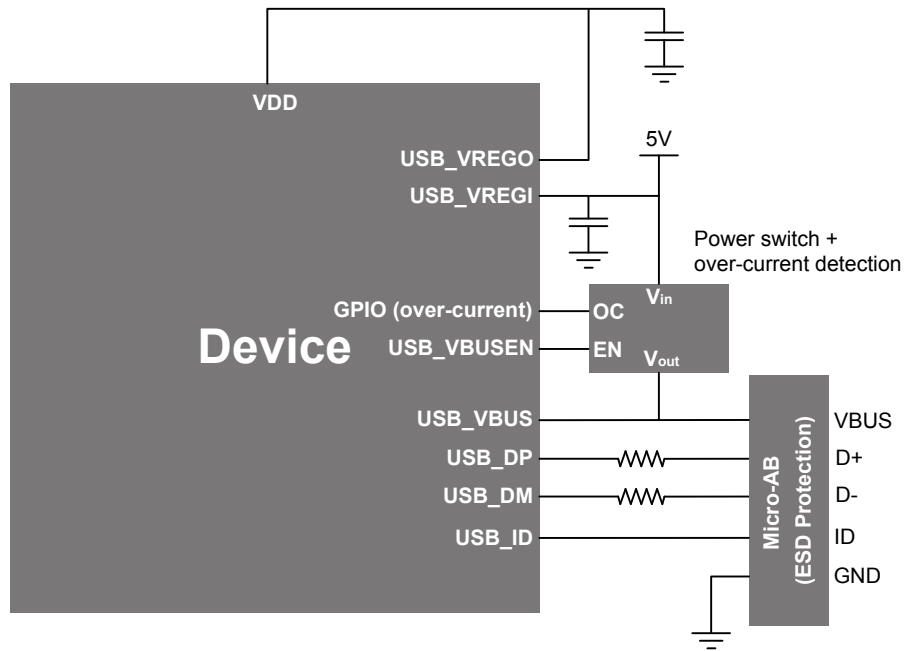 VDD
USB_VREGO
5V
USB_VREGI
Power switch +
over-current detection
Vin
GPIO (over-current)
OC
Device
USB_VBUSEN
EN
Vout
USB_VBUS
VBUS
USB_DP
D+
USB_DM
D-
USB_ID
ID
GND
Micro-AB
(ESD Protection)